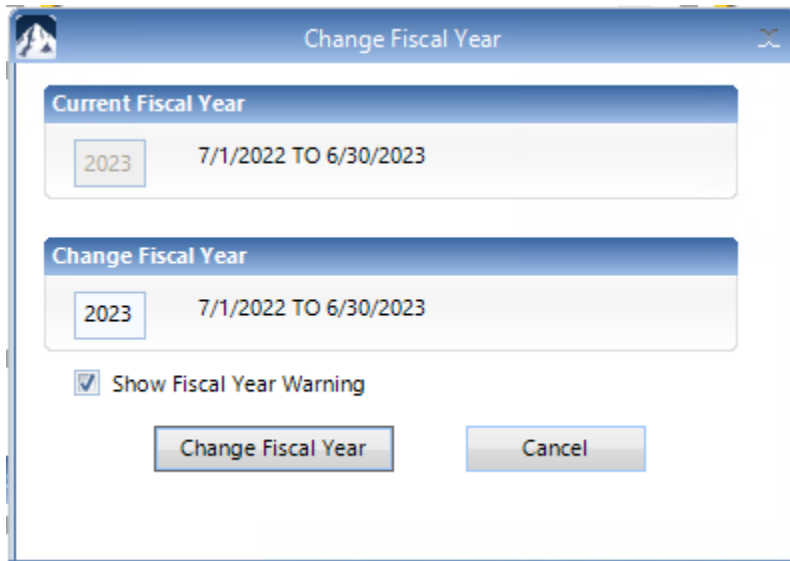 Change Fiscal Year
Current Fiscal Year
2023 7/1/2022 TO 6/30/2023
Change Fiscal Year
2023 7/1/2022 TO 6/30/2023
Show Fiscal Year Warning
Change Fiscal Year Cancel